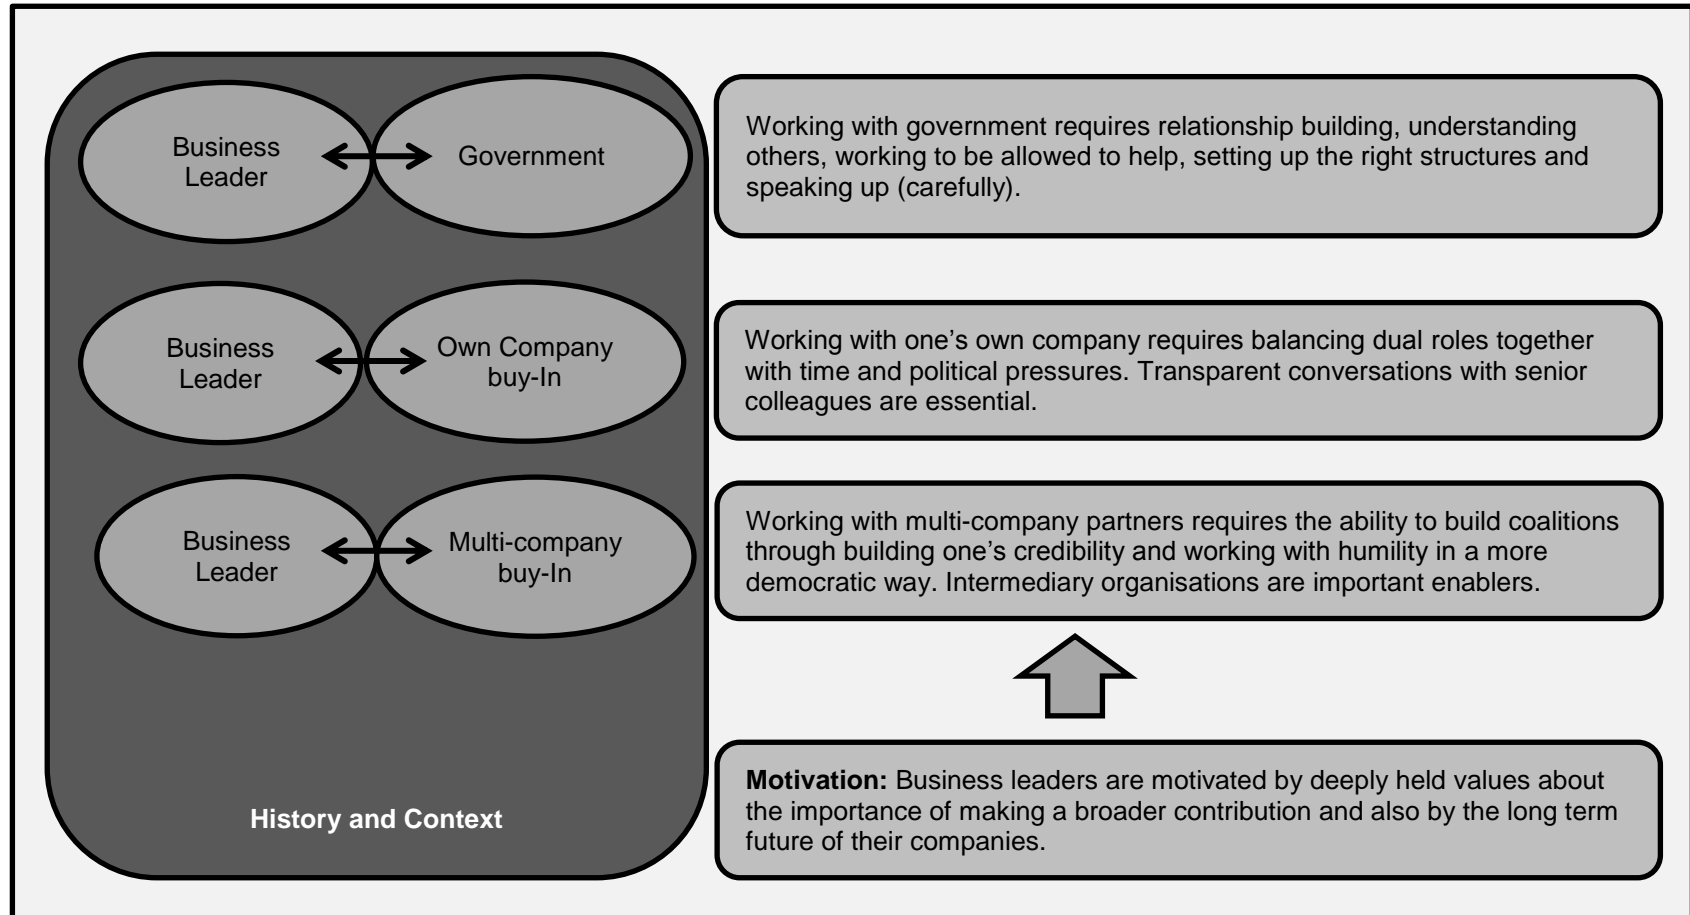 Business
Leader
Government
Working with government requires relationship building, understanding
others, working to be allowed to help, setting up the right structures and
speaking up (carefully).
Business
Leader
Own Company
buy-In
Working with one’s own company requires balancing dual roles together
with time and political pressures. Transparent conversations with senior
colleagues are essential.
Business
Leader
Multi-company
buy-In
Working with multi-company partners requires the ability to build coalitions
through building one’s credibility and working with humility in a more
democratic way. Intermediary organisations are important enablers.
History and Context
Motivation: Business leaders are motivated by deeply held values about
the importance of making a broader contribution and also by the long term
future of their companies.